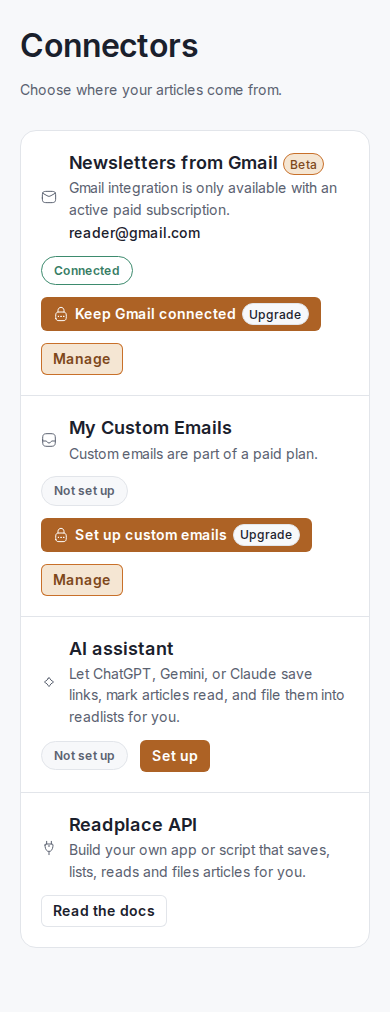 Connectors
Choose where your articles come from.
Newsletters from Gmail Beta
Gmail integration is only available with an
active paid subscription.
reader@gmail.com
Connected
Keep Gmail connected Upgrade
Manage
My Custom Emails
Custom emails are part of a paid plan.
Not set up
Set up custom emails Upgrade
Manage
AI assistant
Let ChatGPT, Gemini, or Claude save
links, mark articles read, and file them into
readlists for you.
Not set up Set up
Readplace API
Build your own app or script that saves,
lists, reads and files articles for you.
Read the docs